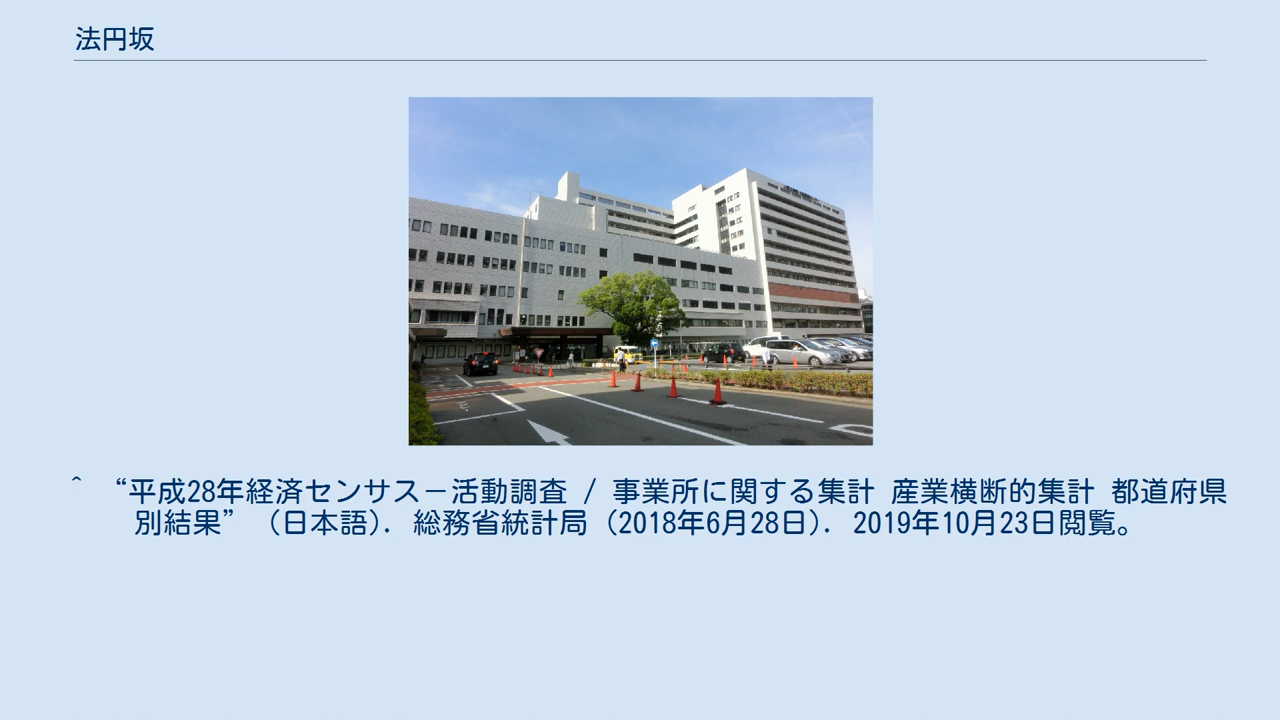 法円坂
^ “平成28年経済センサス－活動調査 / 事業所に関する集計 産業横断的集計 都道府県
別結果” (日本語). 総務省統計局 (2018年6月28日). 2019年10月23日閲覧。